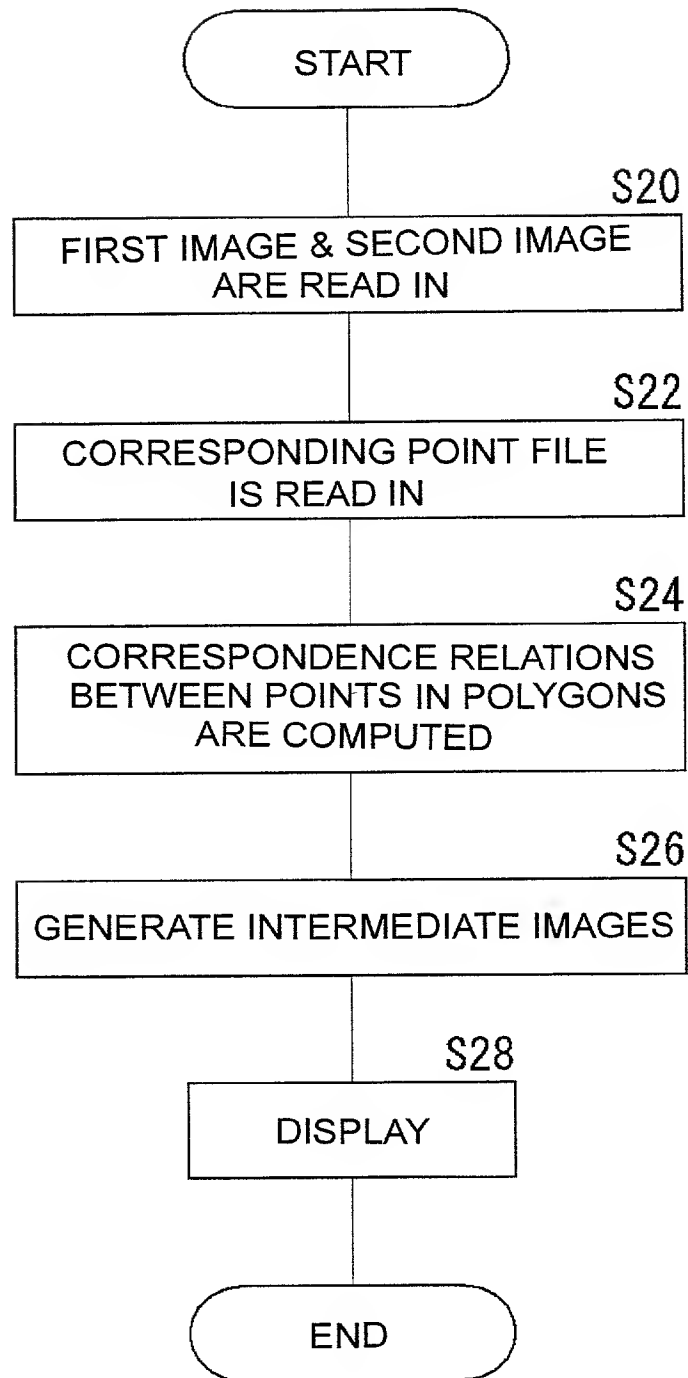 START
S20
FIRST IMAGE & SECOND IMAGE
ARE READ IN
S22
CORRESPONDING POINT FILE
IS READ IN
S24
CORRESPONDENCE RELATIONS
BETWEEN POINTS IN POLYGONS
ARE COMPUTED
S26
GENERATE INTERMEDIATE IMAGES
S28
DISPLAY
END